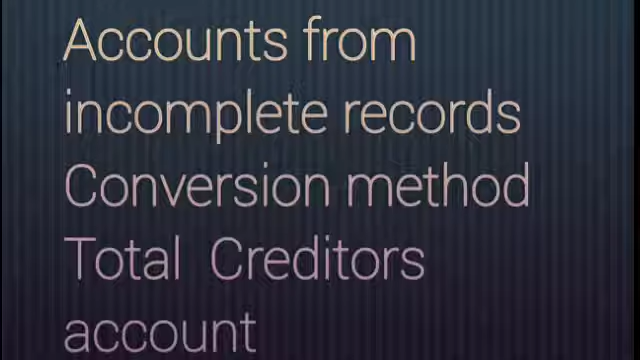 Accounts from
incomplete records
Conversion method
Total Creditors
account